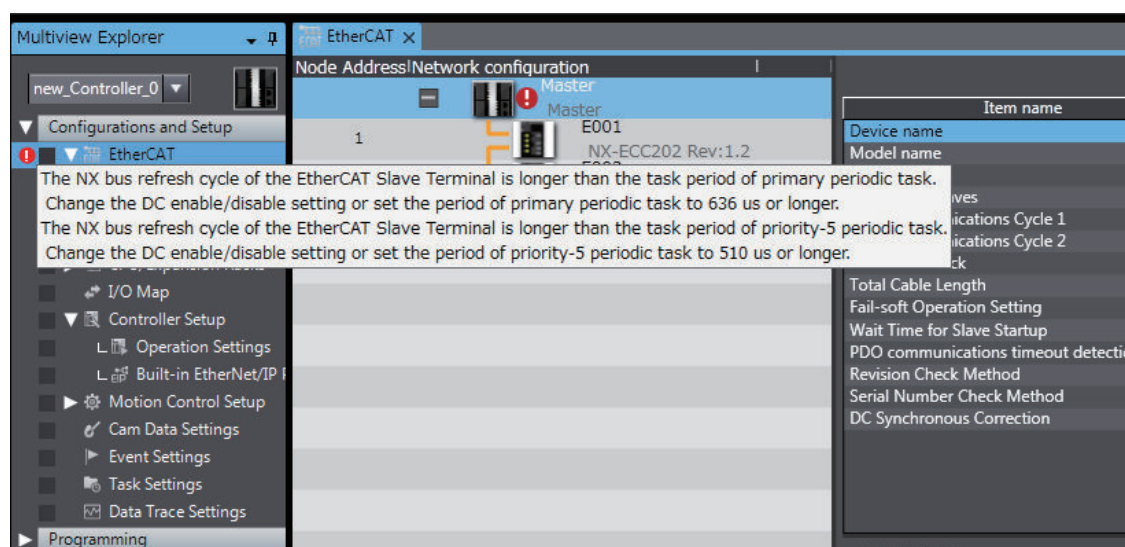 Multiview Explorer
EtherCAT
new_Controller_0
Configurations and Setup
EtherCAT
I/O Map
Controller Setup
Operation Settings
Built-in EtherNet/IP
Motion Control Setup
Cam Data Settings
Event Settings
Task Settings
Data Trace Settings
Programming
Node Address Network configuration
Master
Master
1
E001
NX-ECC202 Rev:1.2
The NX bus refresh cycle of the EtherCAT Slave Terminal is longer than the task period of primary periodic task.
Change the DC enable/disable setting or set the period of primary periodic task to 636 us or longer.
The NX bus refresh cycle of the EtherCAT Slave Terminal is longer than the task period of priority-5 periodic task.
Change the DC enable/disable setting or set the period of priority-5 periodic task to 510 us or longer.
Item name
Device name
Model name
Cycle 1
Cycle 2
Total Cable Length
Fail-soft Operation Setting
Wait Time for Slave Startup
PDO communications timeout
Revision Check Method
Serial Number Check Method
DC Synchronous Correction